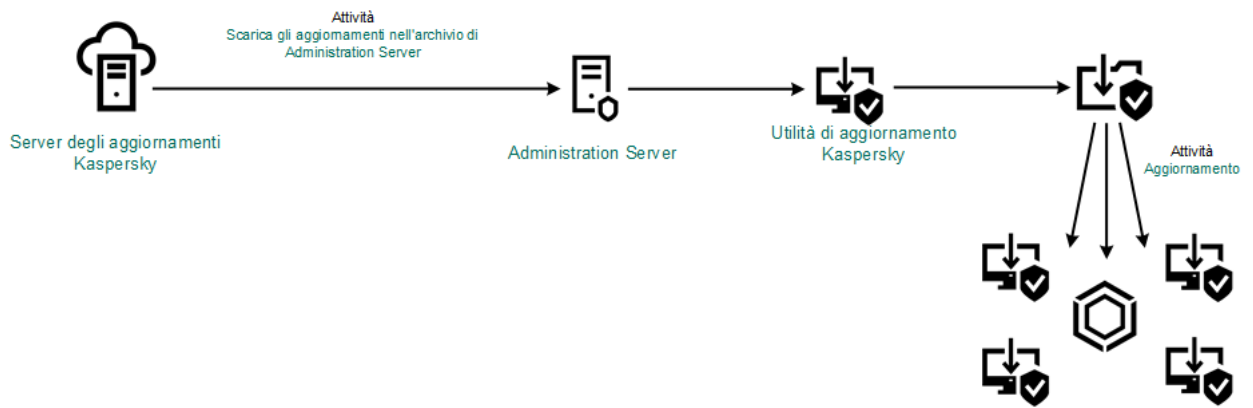 Attività
Scarica gli aggiornamenti nell'archivio di
Administration Server
Server degli aggiornamenti
Kaspersky
Administration Server
Utilità di aggiornamento
Kaspersky
Attività
Aggiornamento